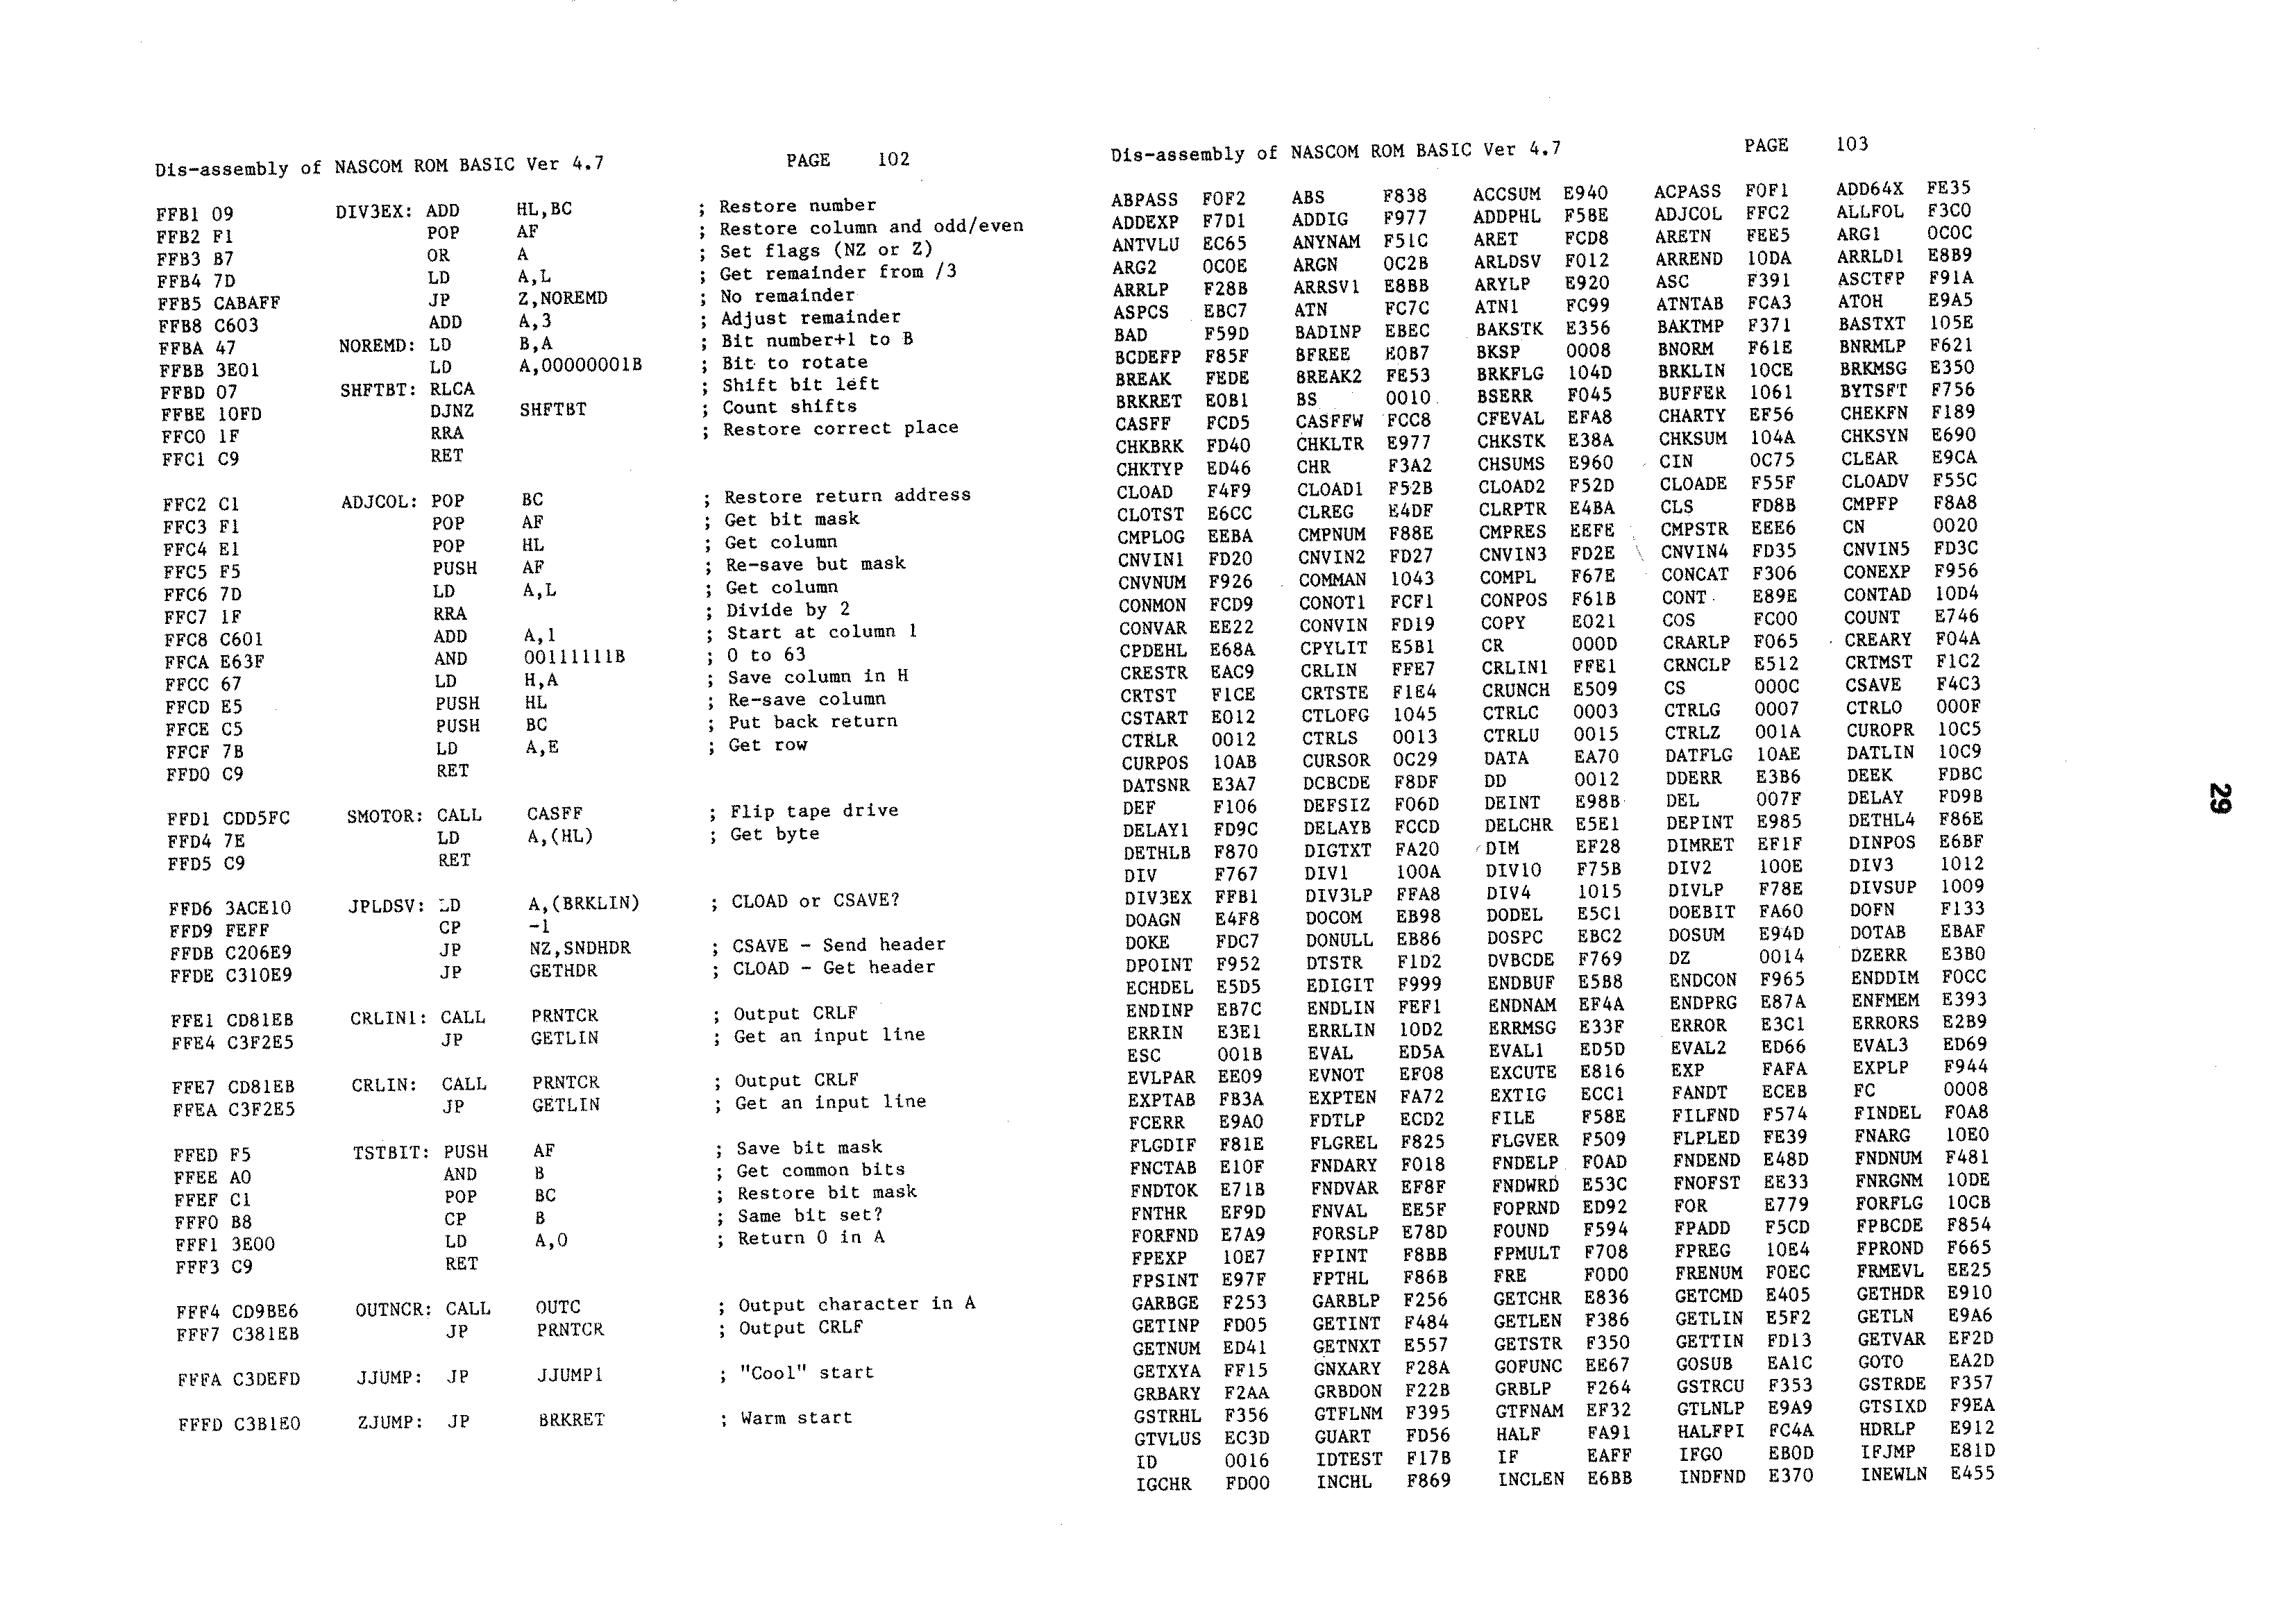 Dis-assembly of NASCOM ROM BASIC Ver 4.7 PAGE 102
FFB1 09 DIV3EX: ADD HL,BC ; Restore number
FFB2 F1 POP AF ; Restore column and odd/even
FFB3 B7 OR A ; Set flags (NZ or Z)
FFB4 7D LD A,L ; Get remainder from /3
FFB5 CABAFF JP Z,NOREMD ; No remainder
FFB8 C603 ADD A,3 ; Adjust remainder
FFBA 47 NOREMD: LD B,A ; Bit number+1 to B
FFBB 3E01 LD A,00000001B ; Bit to rotate
FFBD 07 SHFTBT: RLCA ; Shift bit left
FFBE 10FD DJNZ SHFTBT ; Count shifts
FFC0 1F RRA ; Restore correct place
FFC1 C9 RET
FFC2 C1 ADJCOL: POP BC ; Restore return address
FFC3 F1 POP AF ; Get bit mask
FFC4 E1 POP HL ; Get column
FFC5 F5 PUSH AF ; Re-save but mask
FFC6 7D LD A,L ; Get column
FFC7 1F RRA ; Divide by 2
FFC8 C601 ADD A,1 ; Start at column 1
FFCA E63F AND 00111111B ; 0 to 63
FFCC 67 LD H,A ; Save column in H
FFCD E5 PUSH HL ; Re-save column
FFCE C5 PUSH BC ; Put back return
FFCF 7B LD A,E ; Get row
FFD0 C9 RET
FFD1 CDD5FC SMOTOR: CALL CASFF ; Flip tape drive
FFD4 7E LD A,(HL) ; Get byte
FFD5 C9 RET
FFD6 3ACE10 JPLDSV: LD A,(BRKLIN) ; CLOAD or CSAVE?
FFD9 FEFF CP -1
FFDB C206E9 JP NZ,SNDHDR ; CSAVE - Send header
FFDE C310E9 JP GETHDR ; CLOAD - Get header
FFE1 CD81EB CRLIN1: CALL PRNTCR ; Output CRLF
FFE4 C3F2E5 JP GETLIN ; Get an input line
FFE7 CD81EB CRLIN: CALL PRNTCR ; Output CRLF
FFEA C3F2E5 JP GETLIN ; Get an input line
FFED F5 TSTBIT: PUSH AF ; Save bit mask
FFEE A0 AND B ; Get common bits
FFEF C1 POP BC ; Restore bit mask
FFF0 B8 CP B ; Same bit set?
FFF1 3E00 LD A,0 ; Return 0 in A
FFF3 C9 RET
FFF4 CD9BE6 OUTNCR: CALL OUTC ; Output character in A
FFF7 C381EB JP PRNTCR ; Output CRLF
FFFA C3DEFD JJUMP: JP JJUMP1 ; "Cool" start
FFFD C3B1E0 ZJUMP: JP BRKRET ; Warm start
Dis-assembly of NASCOM ROM BASIC Ver 4.7 PAGE 103
ABPASS F0F2 ABS F838 ACCSUM E940 ACPASS F0F1 ADD64X FE35
ADDEXP F7D1 ADDIG F977 ADDPHL F58E ADJCOL FFC2 ALLFOL F3C0
ANTVLU EC65 ANYNAM F51C ARET FCD8 ARETN FEE5 ARG1 0C0C
ARG2 0C0E ARGN 0C2B ARLDSV F012 ARREND 10DA ARRLD1 E8B9
ARRLP F28B ARRSV1 E8BB ARYLP E920 ASC F391 ASCTFP F91A
ASPCS EBC7 ATN FC7C ATN1 FC99 ATNTAB FCA3 ATOH E9A5
BAD F59D BADINP EBEC BAKSTK E356 BAKTMP F371 BASTXT 105E
BCDEFP F85F BFREE E0B7 BKSP 0008 BNORM F61E BNRMLP F621
BREAK FEDE BREAK2 FE53 BRKFLG 104D BRKLIN 10CE BRKMSG E350
BRKRET E0B1 BS 0010 BSERR F045 BUFFER 1061 BYTSFT F756
CASFF FCD5 CASFFW FCC8 CFEVAL EFA8 CHARTY EF56 CHEKFN F189
CHKBRK FD40 CHKLTR E977 CHKSTK E38A CHKSUM 104A CHKSYN E690
CHKTYP ED46 CHR F3A2 CHSUMS E960 CIN 0C75 CLEAR E9CA
CLOAD F4F9 CLOAD1 F52B CLOAD2 F52D CLOADE F55F CLOADV F55C
CLOTST E6CC CLREG E4DF CLRPTR E4BA CLS FD8B CMPFP F8A8
CMPLOG EEBA CMPNUM F88E CMPRES EEFE CMPSTR EEE6 CN 0020
CNVIN1 FD20 CNVIN2 FD27 CNVIN3 FD2E CNVIN4 FD35 CNVIN5 FD3C
CNVNUM F926 COMMAN 1043 COMPL F67E CONCAT F306 CONEXP F956
CONMON FCD9 CONOT1 FCF1 CONPOS F61B CONT E89E CONTAD 10D4
CONVAR EE22 CONVIN FD19 COPY E021 COS FC00 COUNT E746
CPDEHL E68A CPYLIT E5B1 CR 000D CRARLP F065 CREARY F04A
CRESTR EAC9 CRLIN FFE7 CRLIN1 FFE1 CRNCLP E512 CRTMST F1C2
CRTST F1CE CRTSTE F1E4 CRUNCH E509 CS 000C CSAVE F4C3
CSTART E012 CTLOFG 1045 CTRLC 0003 CTRLG 0007 CTRLO 000F
CTRLR 0012 CTRLS 0013 CTRLU 0015 CTRLZ 001A CUROPR 10C5
CURPOS 10AB CURSOR 0C29 DATA EA70 DATFLG 10AE DATLIN 10C9
DATSNR E3A7 DCBCDE F8DF DD 0012 DDERR E3B6 DEEK FDBC
DEF F106 DEFSIZ F06D DEINT E98B DEL 007F DELAY FD9B
DELAY1 FD9C DELAYB FCCD DELCHR E5E1 DEPINT E985 DETHL4 F86E
DETHLB F870 DIGTXT FA20 DIM EF28 DIMRET EF1F DINPOS E6BF
DIV F767 DIV1 100A DIV10 F75B DIV2 100E DIV3 1012
DIV3EX FFB1 DIV3LP FFA8 DIV4 1015 DIVLP F78E DIVSUP 1009
DOAGN E4F8 DOCOM EB98 DODEL E5C1 DOEBIT FA60 DOFN F133
DOKE FDC7 DONULL EB86 DOSPC EBC2 DOSUM E94D DOTAB EBAF
DPOINT F952 DTSTR F1D2 DVBCDE F769 DZ 0014 DZERR E3B0
ECHDEL E5D5 EDIGIT F999 ENDBUF E5B8 ENDCON F965 ENDDIM F0CC
ENDINP EB7C ENDLIN FEF1 ENDNAM EF4A ENDPRG E87A ENFMEM E393
ERRIN E3E1 ERRLIN 10D2 ERRMSG E33F ERROR E3C1 ERRORS E2B9
ESC 001B EVAL ED5A EVAL1 ED5D EVAL2 ED66 EVAL3 ED69
EVLPAR EE09 EVNOT EF08 EXCUTE E816 EXP FAFA EXPLP F944
EXPTAB FB3A EXPTEN FA72 EXTIG ECC1 FANDT ECEB FC 0008
FCERR E9A0 FDTLP ECD2 FILE F58E FILFND F574 FINDEL F0A8
FLGDIF F81E FLGREL F825 FLGVER F509 FLPLED FE39 FNARG 10E0
FNCTAB E10F FNDARY F018 FNDELP F0AD FNDEND E48D FNDNUM F481
FNDTOK E71B FNDVAR EF8F FNDWRD E53C FNOFST EE33 FNRGNM 10DE
FNTHR EF9D FNVAL EE5F FOPRND ED92 FOR E779 FORFLG 10CB
FORFND E7A9 FORSLP E78D FOUND F594 FPADD F5CD FPBCDE F854
FPEXP 10E7 FPINT F8BB FPMULT F708 FPREG 10E4 FPROND F665
FPSINT E97F FPTHL F86B FRE F0D0 FRENUM F0EC FRMEVL EE25
GARBGE F253 GARBLP F256 GETCHR E836 GETCMD E405 GETHDR E910
GETINP FD05 GETINT F484 GETLEN F386 GETLIN E5F2 GETLN E9A6
GETNUM ED41 GETNXT E557 GETSTR F350 GETTIN FD13 GETVAR EF2D
GETXYA FF15 GNXARY F28A GOFUNC EE67 GOSUB EA1C GOTO EA2D
GRBARY F2AA GRBDON F22B GRBLP F264 GSTRCU F353 GSTRDE F357
GSTRHL F356 GTFLNM F395 GTFNAM EF32 GTLNLP E9A9 GTSIXD F9EA
GTVLUS EC3D GUART FD56 HALF FA91 HALFPI FC4A HDRLP E912
ID 0016 IDTEST F17B IF EAFF IFGO EB0D IFJMP E81D
IGCHR FD00 INCHL F869 INCLEN E6BB INDFND E370 INEWLN E455
29